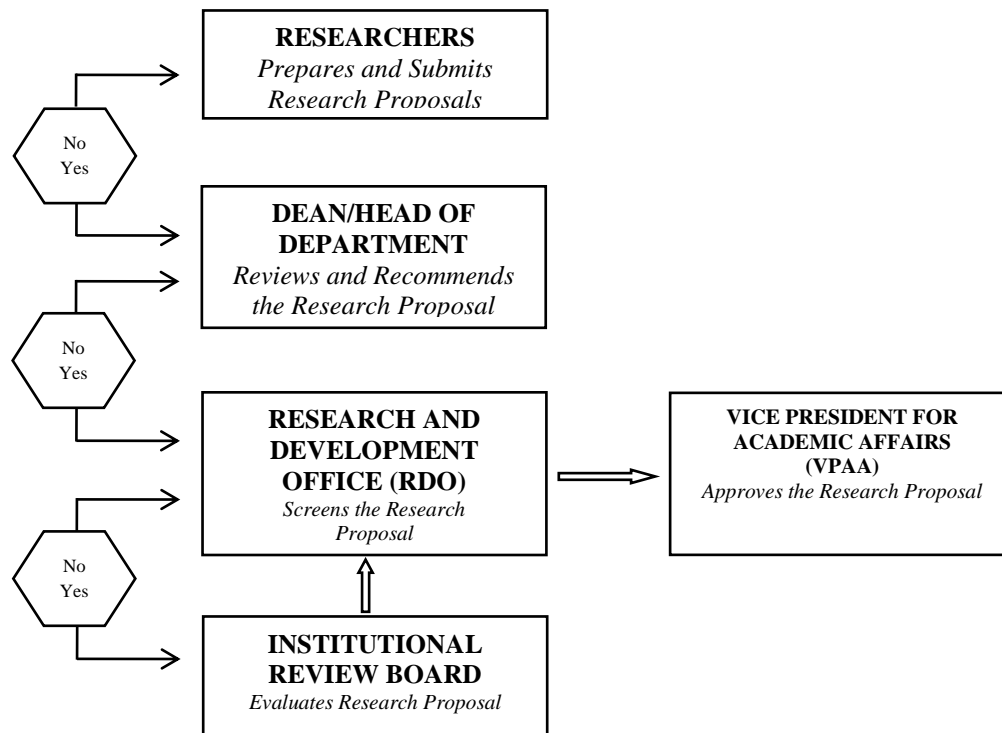 RESEARCHERS
Prepares and Submits
Research Proposals
No
Yes
DEAN/HEAD OF
DEPARTMENT
Reviews and Recommends
the Research Proposal
No
Yes
RESEARCH AND
DEVELOPMENT
OFFICE (RDO)
Screens the Research
Proposal
VICE PRESIDENT FOR
ACADEMIC AFFAIRS
(VPAA)
Approves the Research Proposal
No
Yes
INSTITUTIONAL
REVIEW BOARD
Evaluates Research Proposal